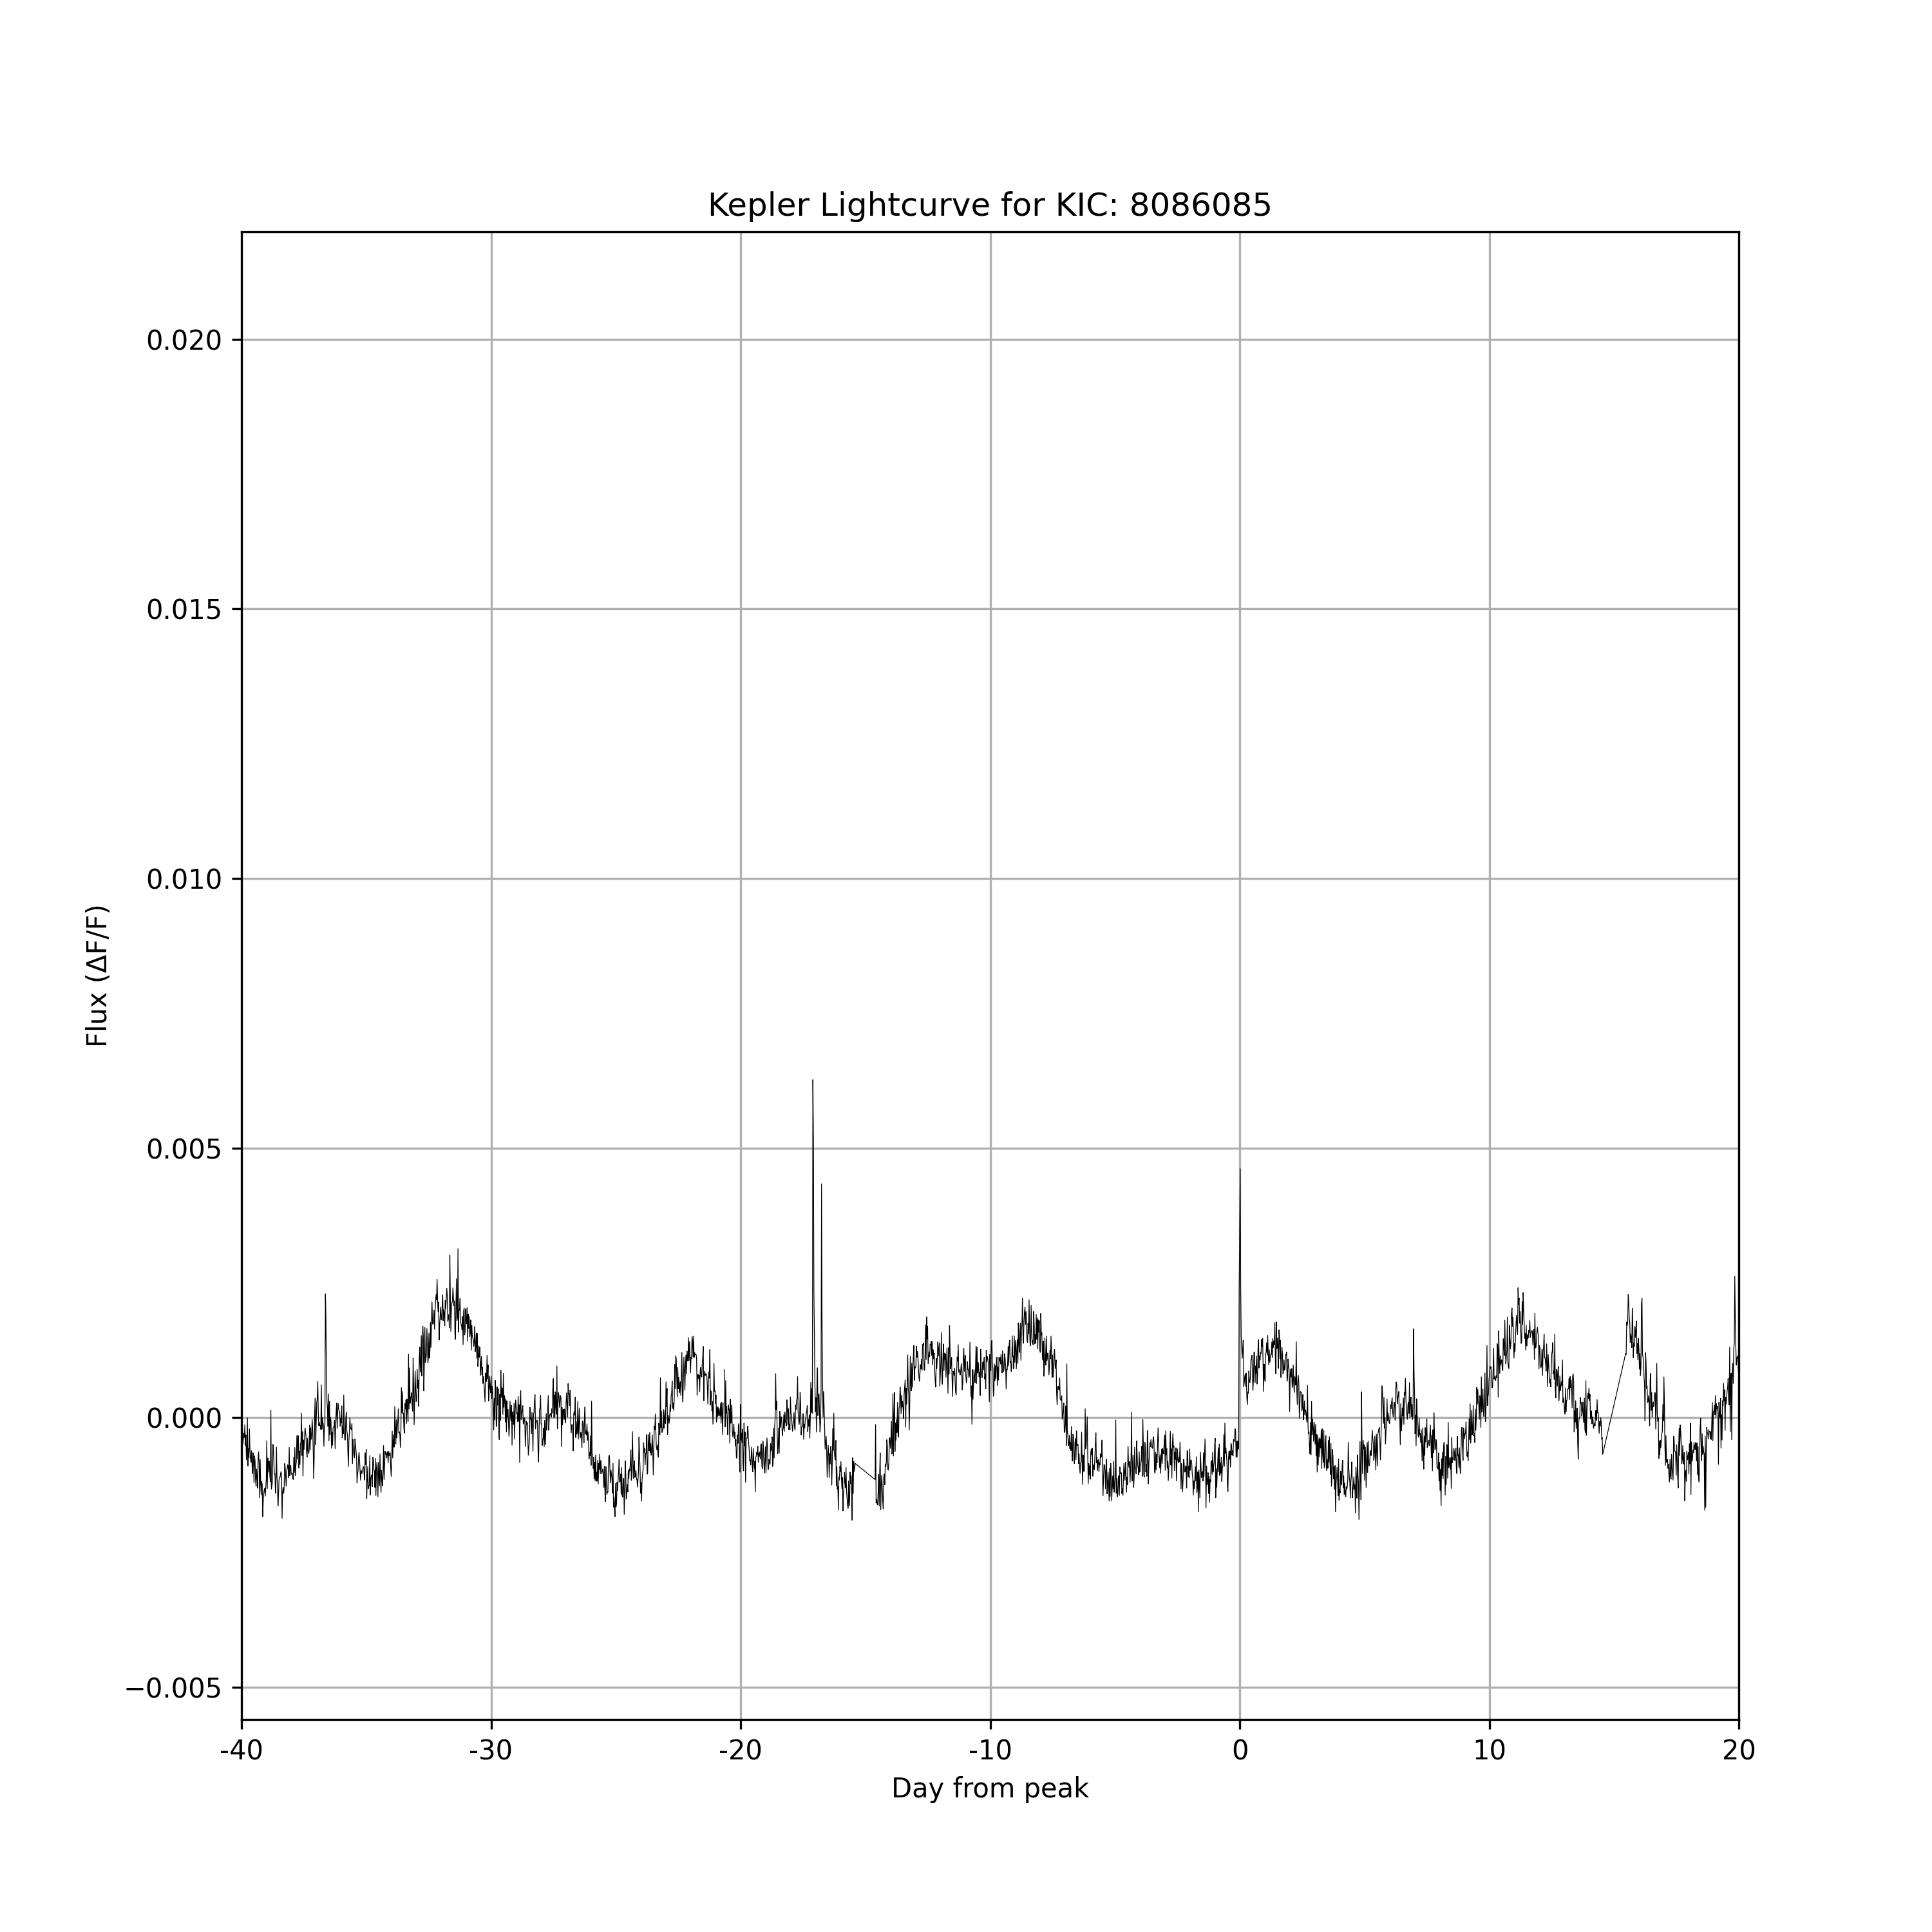 Kepler Lightcurve for KIC: 8086085
0.020
0.015
0.010
0.005
0.000
−0.005
Flux (ΔF/F)
-40 -30 -20 -10 0 10 20
Day from peak